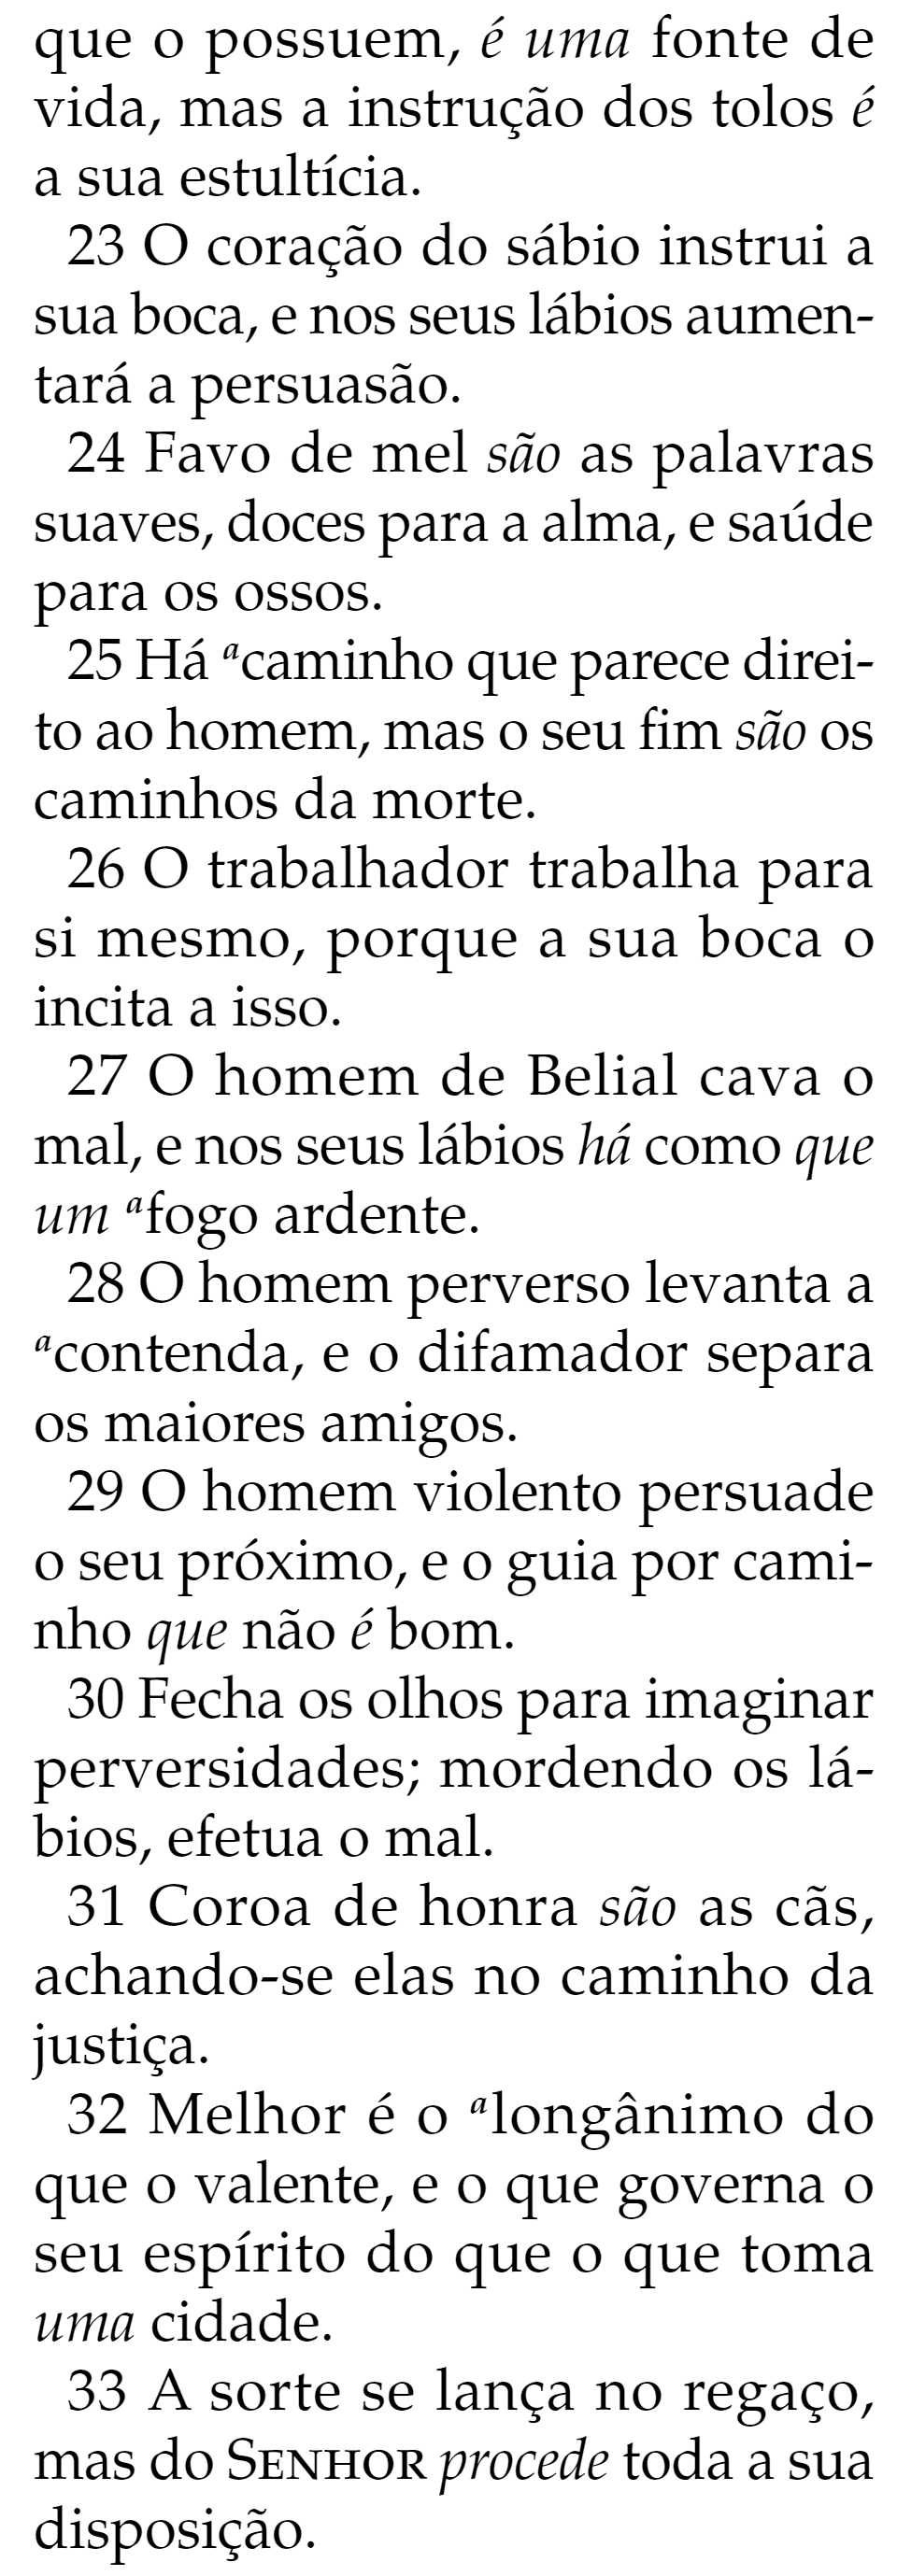 que o possuem, é uma fonte de
vida, mas a instrução dos tolos é
a sua estultícia.
23 O coração do sábio instrui a
sua boca, e nos seus lábios aumen-
tará a persuasão.
24 Favo de mel são as palavras
suaves, doces para a alma, e saúde
para os ossos.
25 Há ᵃcaminho que parece direi-
to ao homem, mas o seu fim são os
caminhos da morte.
26 O trabalhador trabalha para
si mesmo, porque a sua boca o
incita a isso.
27 O homem de Belial cava o
mal, e nos seus lábios há como que
um ᵃfogo ardente.
28 O homem perverso levanta a
ᵃcontenda, e o difamador separa
os maiores amigos.
29 O homem violento persuade
o seu próximo, e o guia por cami-
nho que não é bom.
30 Fecha os olhos para imaginar
perversidades; mordendo os lá-
bios, efetua o mal.
31 Coroa de honra são as cãs,
achando-se elas no caminho da
justiça.
32 Melhor é o ᵃlongânimo do
que o valente, e o que governa o
seu espírito do que o que toma
uma cidade.
33 A sorte se lança no regaço,
mas do SENHOR procede toda a sua
disposição.